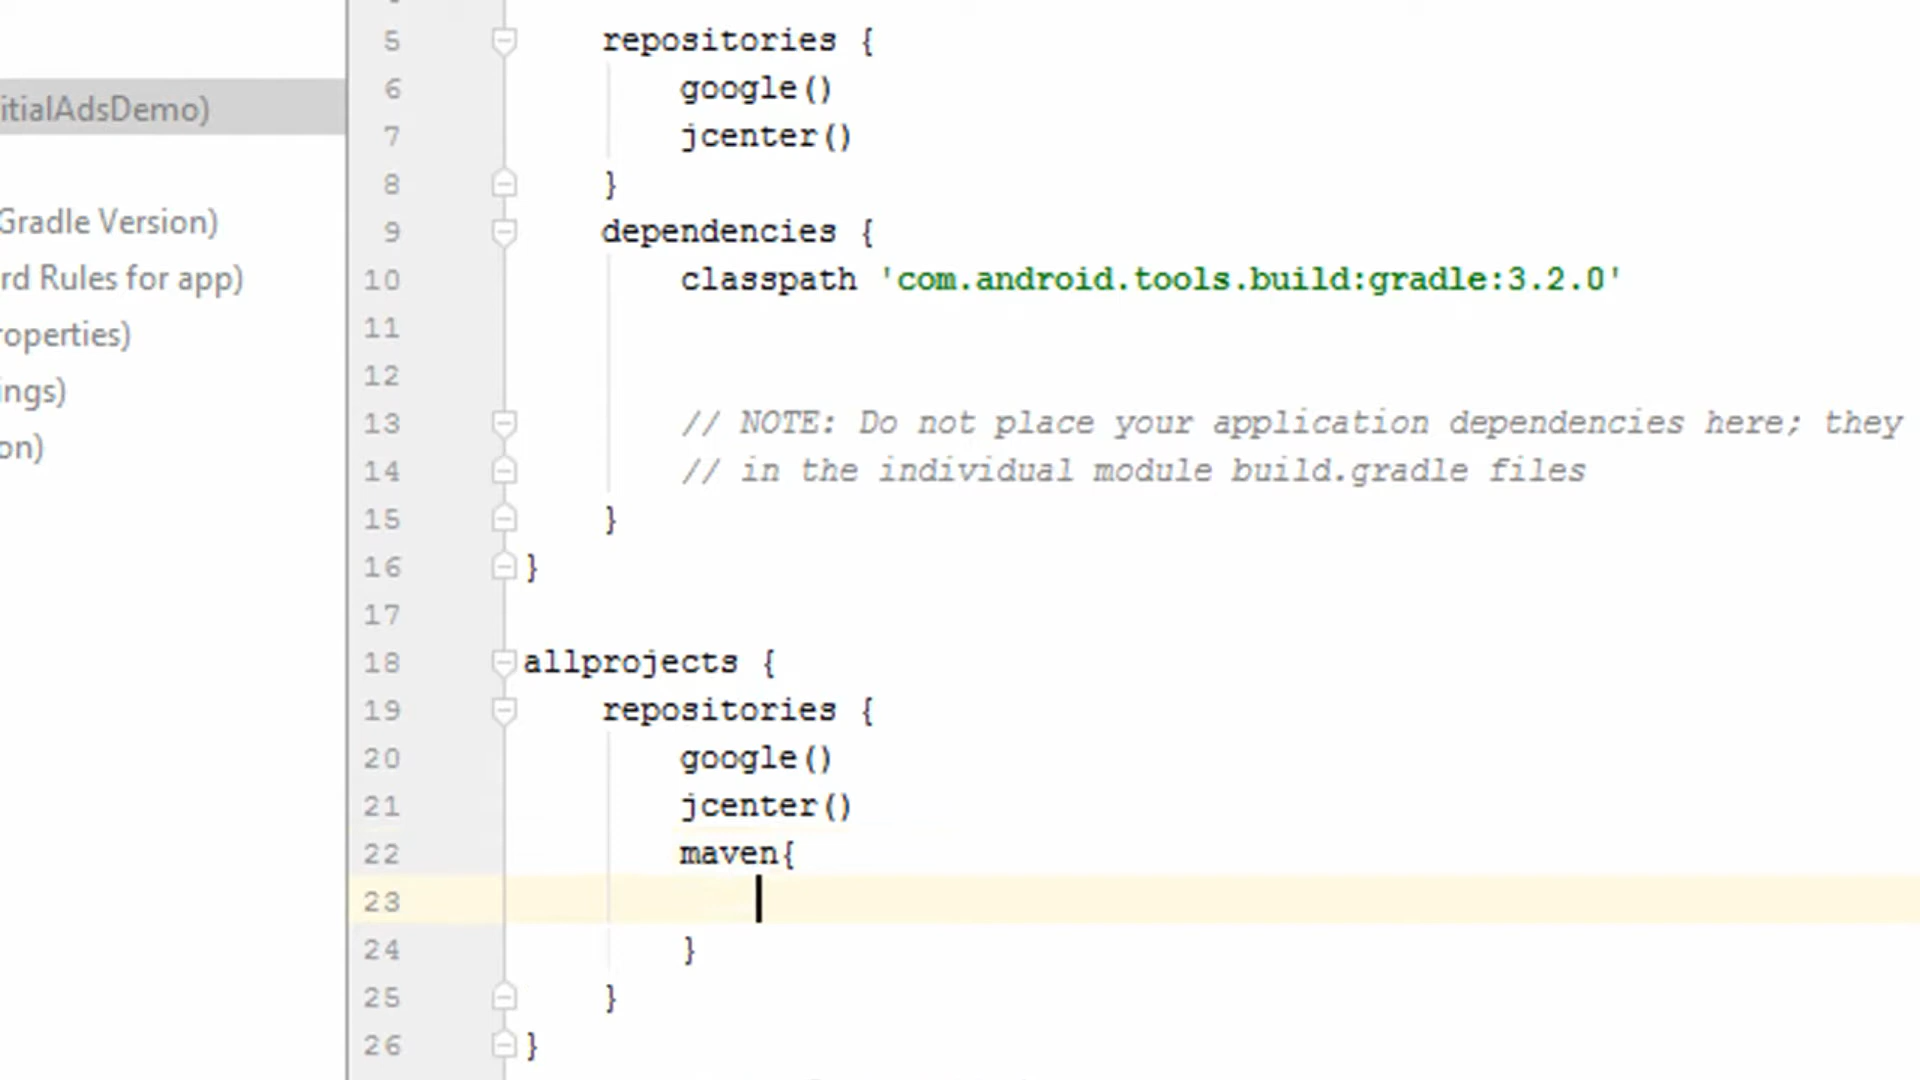 itialAdsDemo)
Gradle Version)
rd Rules for app)
roperties)
ings)
on)
5 repositories {
6 google()
7 jcenter()
8 }
9 dependencies {
10 classpath 'com.android.tools.build:gradle:3.2.0'
11
12
13 // NOTE: Do not place your application dependencies here; they
14 // in the individual module build.gradle files
15 }
16 }
17
18 allprojects {
19 repositories {
20 google()
21 jcenter()
22 maven{
23
24 }
25 }
26 }